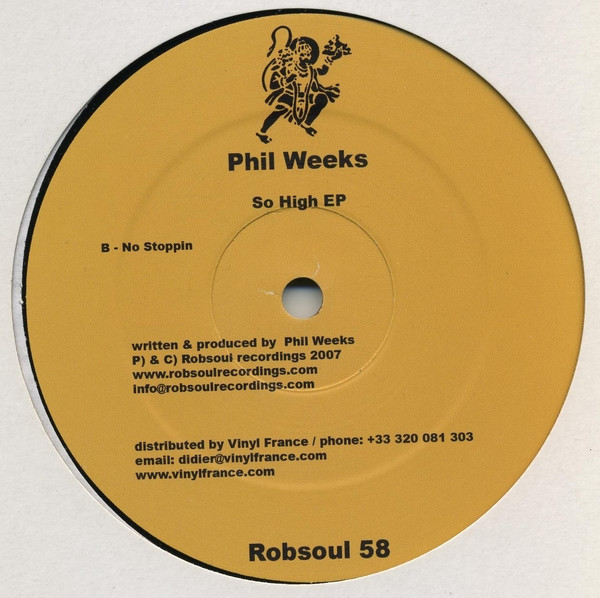 Phil Weeks
So High EP
B - No Stoppin
written & produced by Phil Weeks
P) & C) Robsoul recordings 2007
www.robsoulrecordings.com
info@robsoulrecordings.com
distributed by Vinyl France / phone: +33 320 081 303
email: didier@vinylfrance.com
www.vinylfrance.com
Robsoul 58